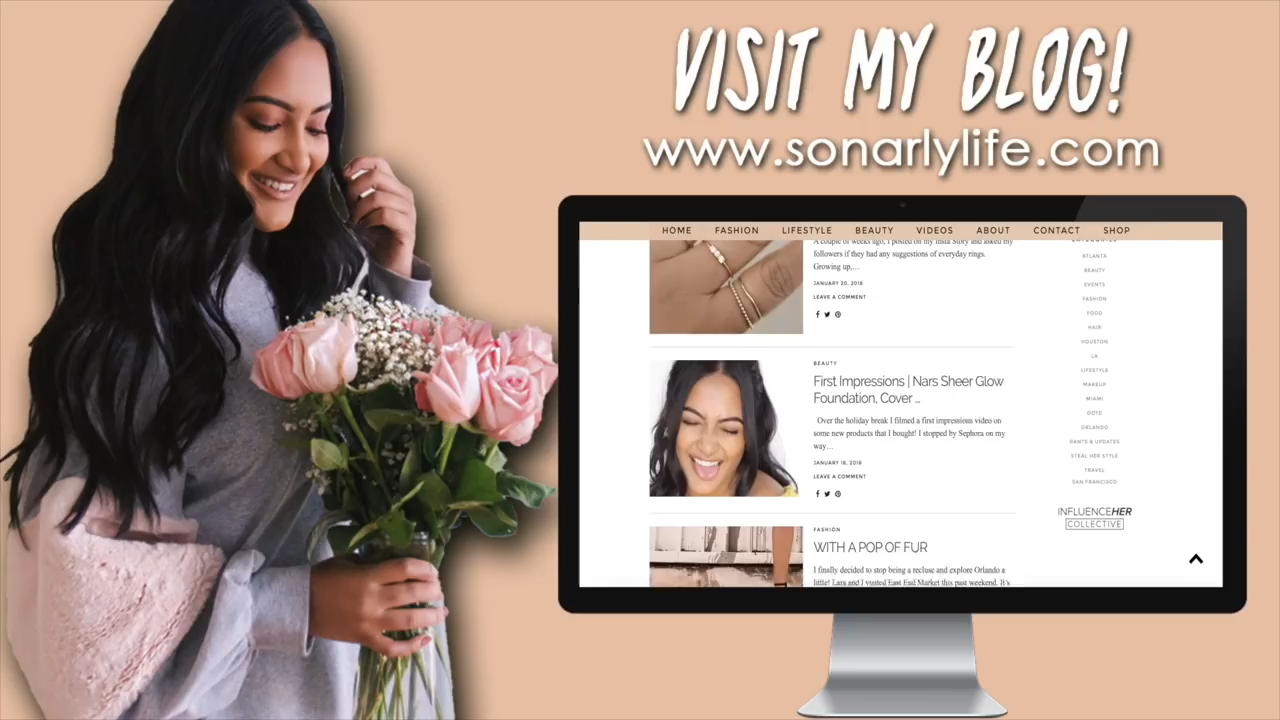 VISIT MY BLOG!
www.sonarlylife.com
HOME FASHION LIFESTYLE BEAUTY VIDEOS ABOUT CONTACT SHOP
A couple of weeks ago, I posted on my Insta Story and asked my
followers if they had any suggestions of everyday rings.
Growing up,…
JANUARY 20, 2018
LEAVE A COMMENT
BEAUTY
First Impressions | Nars Sheer Glow
Foundation, Cover ...
Over the holiday break I filmed a first impressions video on
some new products that I bought! I stopped by Sephora on my
way…
JANUARY 18, 2018
LEAVE A COMMENT
FASHION
WITH A POP OF FUR
I finally decided to stop being a recluse and explore Orlando a
little! Lars and I visited East End Market this past weekend. It's
CATEGORIES
ATLANTA
BEAUTY
EVENTS
FASHION
FOOD
HAIR
HOUSTON
LA
LIFESTYLE
MAKEUP
MIAMI
OOTD
ORLANDO
RANTS & UPDATES
STEAL HER STYLE
TRAVEL
SAN FRANCISCO
INFLUENCEHER
COLLECTIVE